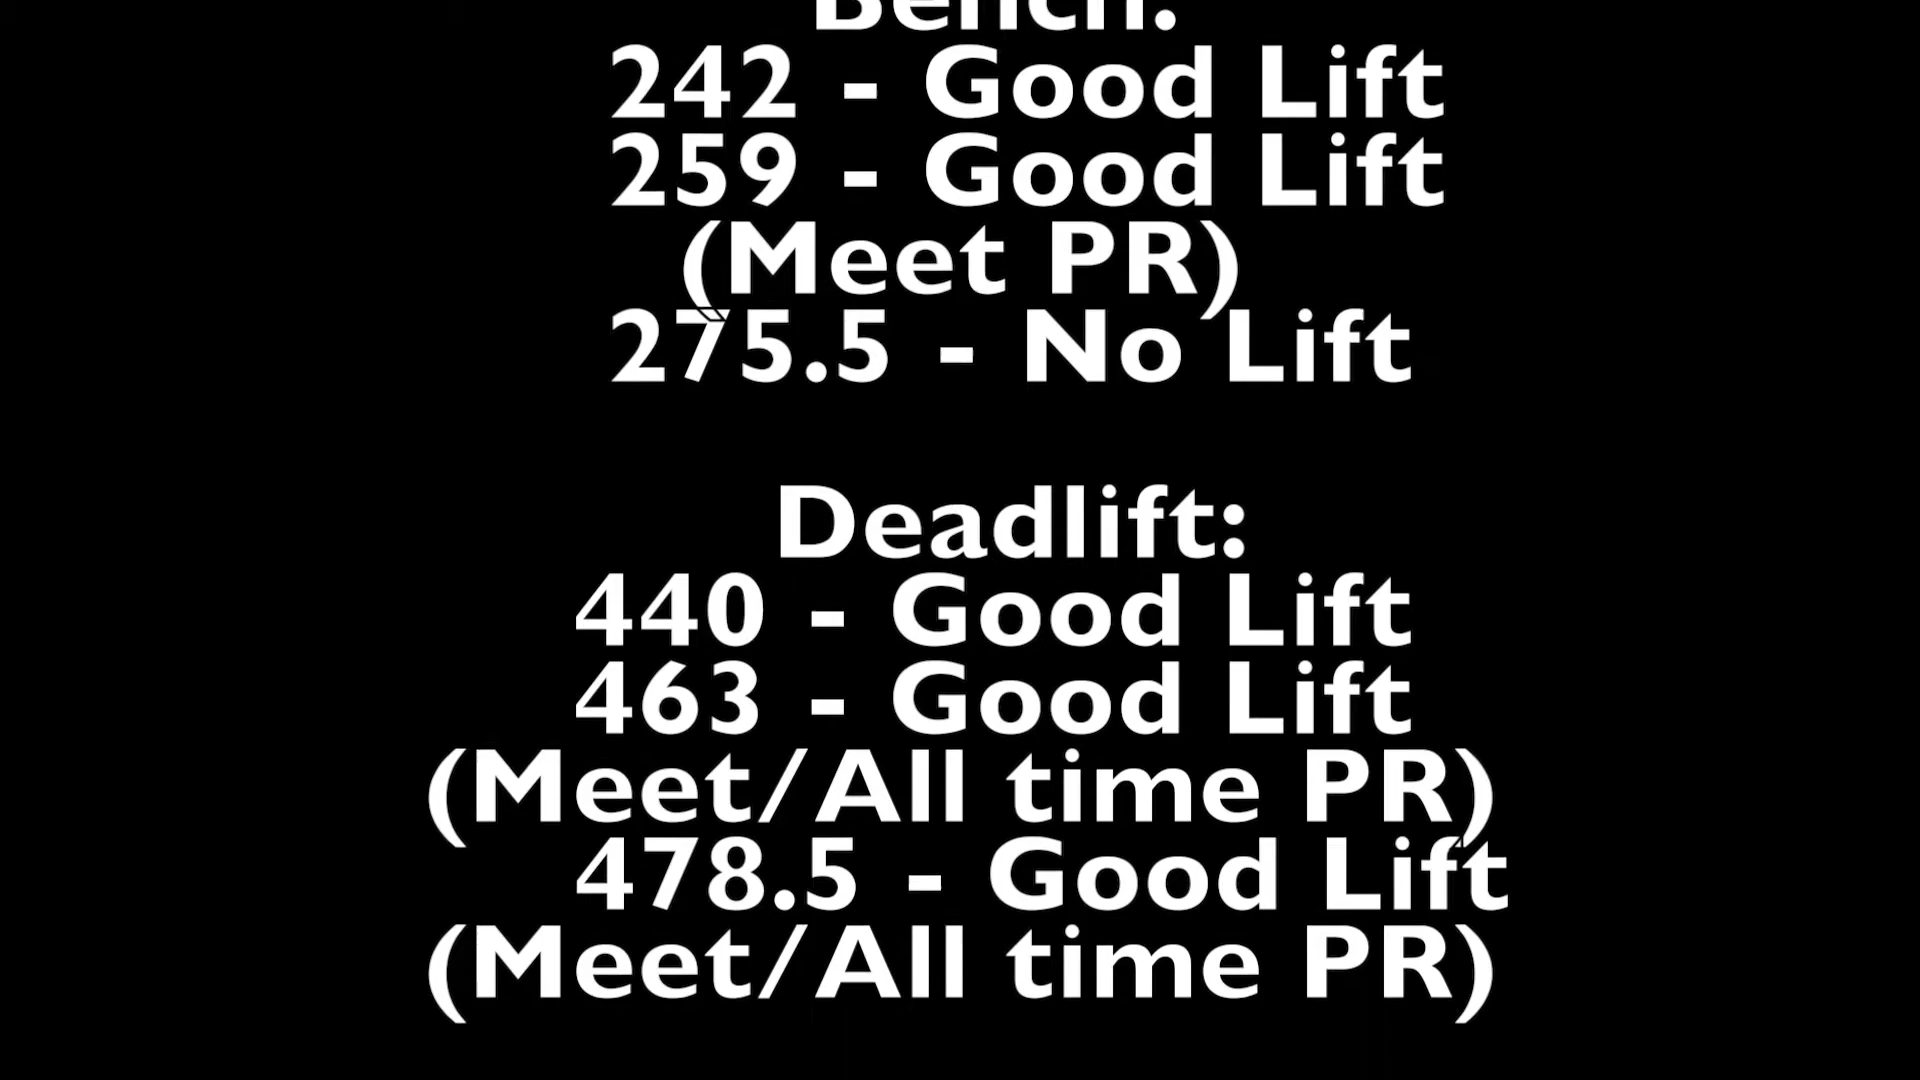 Bench:
242 - Good Lift
259 - Good Lift
(Meet PR)
275.5 - No Lift
Deadlift:
440 - Good Lift
463 - Good Lift
(Meet/All time PR)
478.5 - Good Lift
(Meet/All time PR)